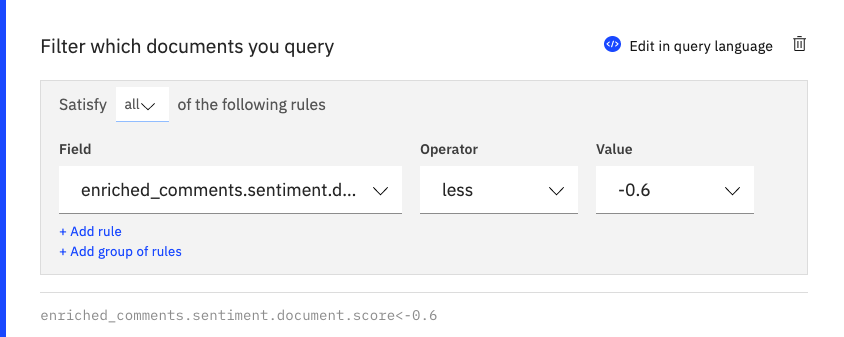 Filter which documents you query
Edit in query language
Satisfy all of the following rules
Field Operator Value
enriched_comments.sentiment.d... less -0.6
+ Add rule
+ Add group of rules
enriched_comments.sentiment.document.score<-0.6